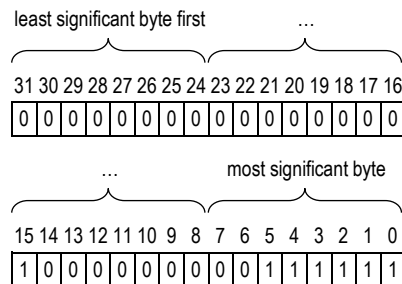 least significant byte first …
31 30 29 28 27 26 25 24 23 22 21 20 19 18 17 16
0 0 0 0 0 0 0 0 0 0 0 0 0 0 0 0
… most significant byte
15 14 13 12 11 10 9 8 7 6 5 4 3 2 1 0
1 0 0 0 0 0 0 0 0 0 1 1 1 1 1 1